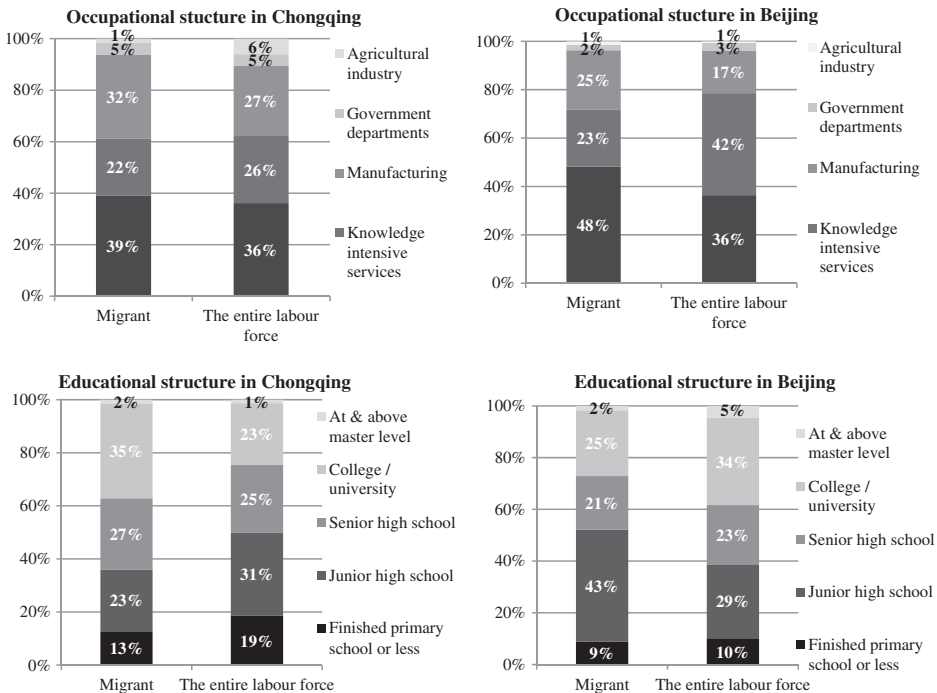 Occupational stucture in Chongqing
100%
80%
60%
40%
20%
0%
1%
5%
32%
22%
39%
6%
5%
27%
26%
36%
Migrant
The entire labour
force
Agricultural
industry
Government
departments
Manufacturing
Knowledge
intensive
services
Occupational stucture in Beijing
100%
80%
60%
40%
20%
0%
1%
2%
25%
23%
48%
1%
3%
17%
42%
36%
Migrant
The entire labour
force
Agricultural
industry
Government
departments
Manufacturing
Knowledge
intensive
services
Educational structure in Chongqing
100%
80%
60%
40%
20%
0%
2%
35%
27%
23%
13%
1%
23%
25%
31%
19%
Migrant
The entire labour force
At & above
master level
College /
university
Senior high school
Junior high school
Finished primary
school or less
Educational structure in Beijing
100%
80%
60%
40%
20%
0%
2%
25%
21%
43%
9%
5%
34%
23%
29%
10%
Migrant
The entire labour force
At & above
master level
College /
university
Senior high school
Junior high school
Finished primary
school or less